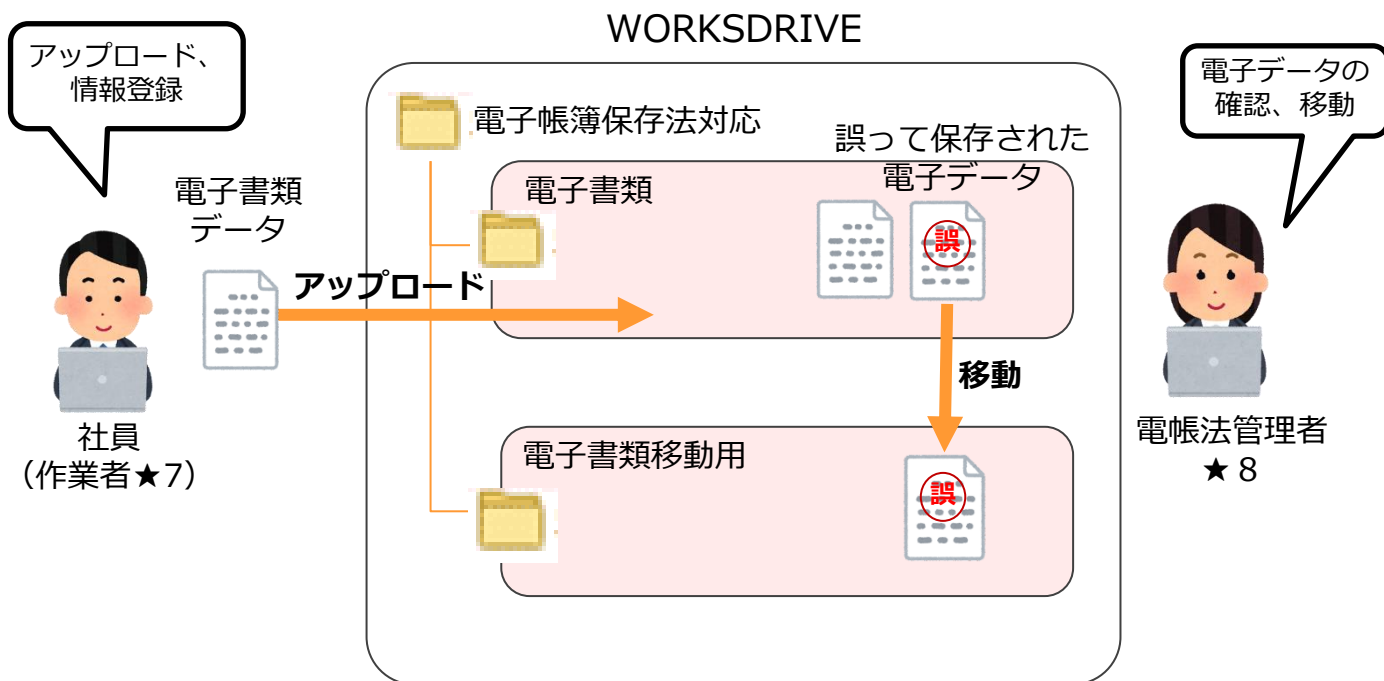 WORKSDRIVE
アップロード、
情報登録
電子データの
確認、移動
電子帳簿保存法対応
誤って保存された
電子データ
電子書類
電子書類
データ
誤
アップロード
移動
社員
（作業者★7）
電帳法管理者
★８
電子書類移動用
誤